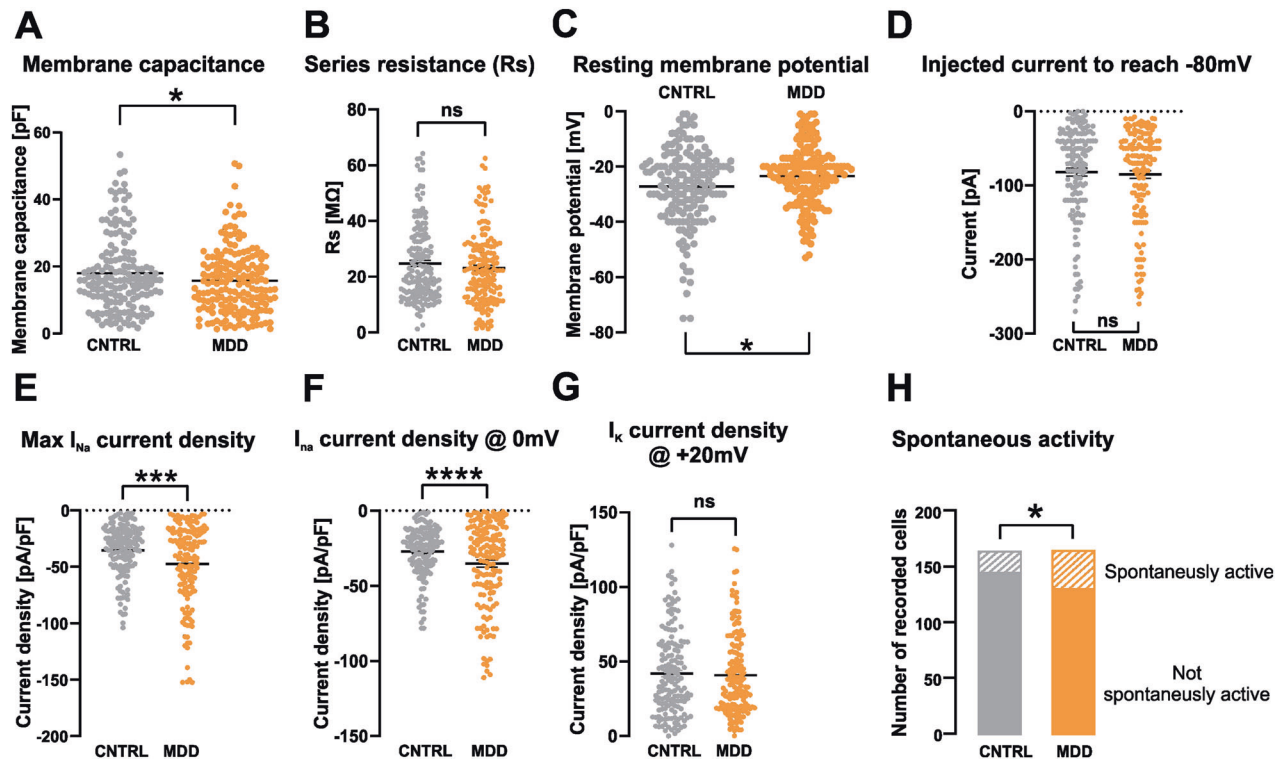 A
Membrane capacitance
*
Membrane capacitance [pF]
60
40
20
0
CNTRL
MDD
B
Series resistance (Rs)
ns
Rs [MΩ]
80
60
40
20
0
CNTRL
MDD
C
Resting membrane potential
CNTRL
MDD
Membrane potential [mV]
0
-20
-40
-60
-80
*
D
Injected current to reach -80mV
Current [pA]
0
-100
-200
-300
ns
CNTRL
MDD
E
Max INa current density
***
Current density [pA/pF]
0
-50
-100
-150
-200
CNTRL
MDD
F
Ina current density @ 0mV
****
Current density [pA/pF]
0
-50
-100
-150
CNTRL
MDD
G
IK current density
@ +20mV
ns
Current density [pA/pF]
150
100
50
0
CNTRL
MDD
H
Spontaneous activity
*
Number of recorded cells
200
150
100
50
0
CNTRL
MDD
Spontaneusly active
Not
spontaneusly active